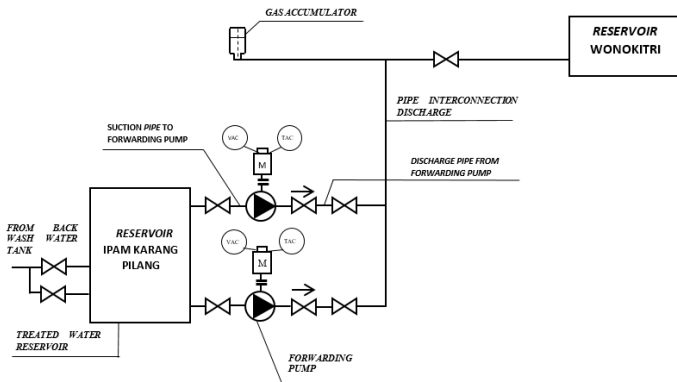 GAS ACCUMULATOR
RESERVOIR
WONOKITRI
PIPE INTERCONNECTION
DISCHARGE
SUCTION PIPE TO
FORWARDING PUMP
VAC
TAC
M
DISCHARGE PIPE FROM
FORWARDING PUMP
FROM BACK
WASH WATER
TANK
RESERVOIR
IPAM KARANG
PILANG
VAC
TAC
M
TREATED WATER
RESERVOIR
FORWARDING
PUMP